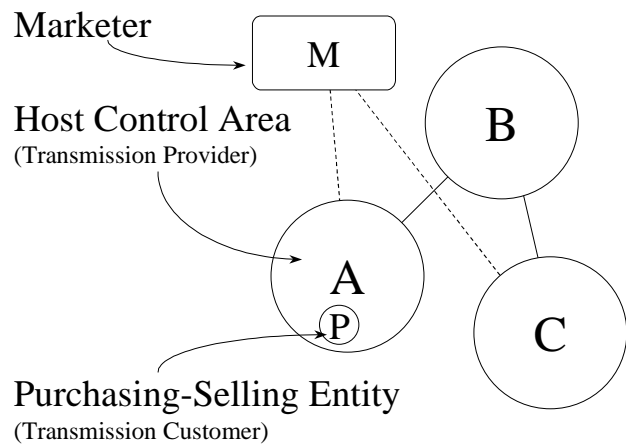 Marketer
M
B
Host Control Area
(Transmission Provider)
A
P
C
Purchasing-Selling Entity
(Transmission Customer)